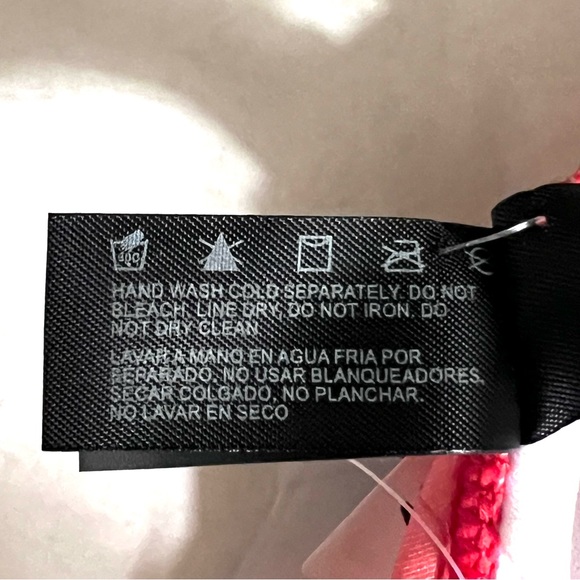 30C
HAND WASH COLD SEPARATELY. DO NOT
BLEACH. LINE DRY, DO NOT IRON. DO
NOT DRY CLEAN
LAVAR A MANO EN AGUA FRIA POR
SEPARADO, NO USAR BLANQUEADORES.
SECAR COLGADO, NO PLANCHAR.
NO LAVAR EN SECO